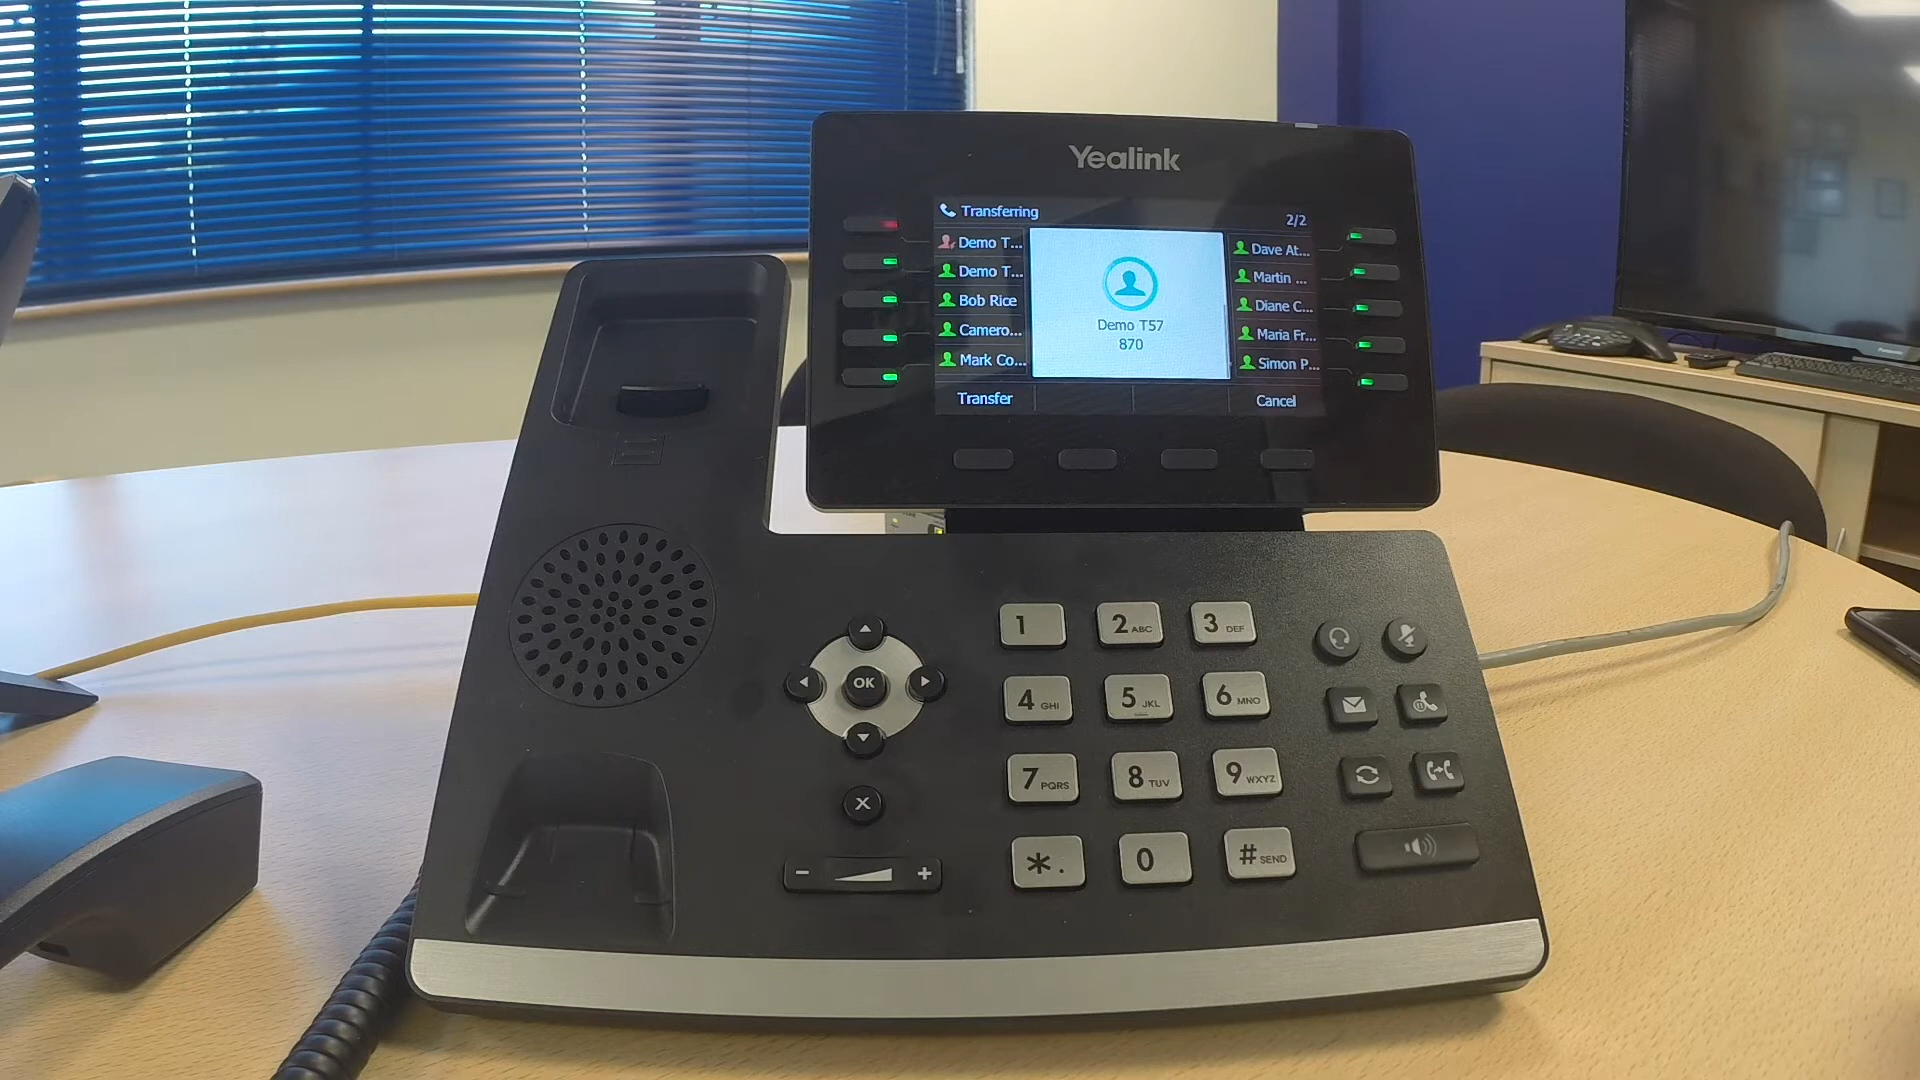 Yealink
Transferring
2/2
Demo T...
Demo T...
Bob Rice
Camero...
Mark Co...
Demo T57
870
Dave At...
Martin ...
Diane C...
Maria Fr...
Simon P...
Transfer
Cancel
1
2 ABC
3 DEF
OK
4 GHI
5 JKL
6 MNO
7 PQRS
8 TUV
9 WXYZ
X
- +
* .
0
# SEND